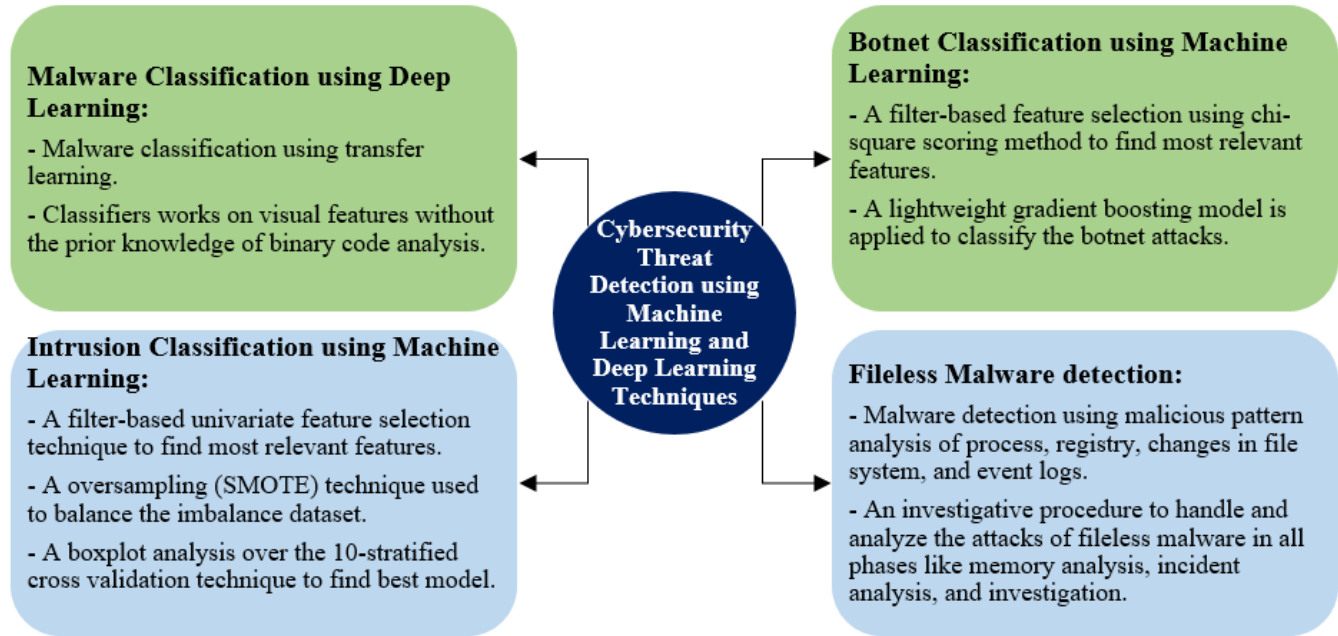 Malware Classification using Deep
Learning:
- Malware classification using transfer
learning.
- Classifiers works on visual features without
the prior knowledge of binary code analysis.
Botnet Classification using Machine
Learning:
- A filter-based feature selection using chi-
square scoring method to find most relevant
features.
- A lightweight gradient boosting model is
applied to classify the botnet attacks.
Cybersecurity
Threat
Detection using
Machine
Learning and
Deep Learning
Techniques
Intrusion Classification using Machine
Learning:
- A filter-based univariate feature selection
technique to find most relevant features.
- A oversampling (SMOTE) technique used
to balance the imbalance dataset.
- A boxplot analysis over the 10-stratified
cross validation technique to find best model.
Fileless Malware detection:
- Malware detection using malicious pattern
analysis of process, registry, changes in file
system, and event logs.
- An investigative procedure to handle and
analyze the attacks of fileless malware in all
phases like memory analysis, incident
analysis, and investigation.